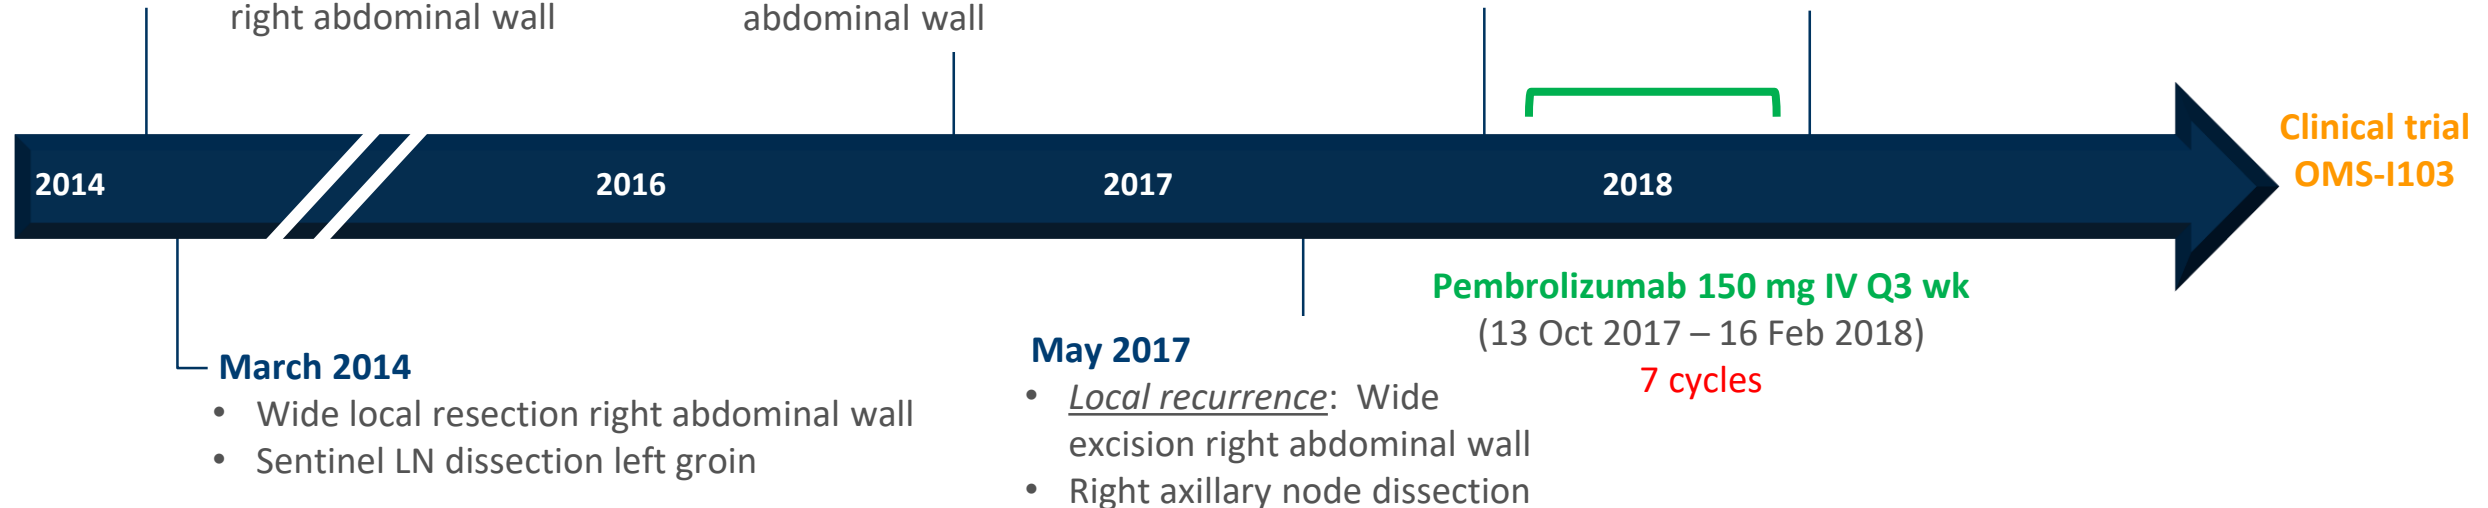 right abdominal wall
abdominal wall
Clinical trial
OMS-I103
2014
2016
2017
2018
Pembrolizumab 150 mg IV Q3 wk
(13 Oct 2017 – 16 Feb 2018)
7 cycles
March 2014
• Wide local resection right abdominal wall
• Sentinel LN dissection left groin
May 2017
• Local recurrence: Wide
excision right abdominal wall
• Right axillary node dissection